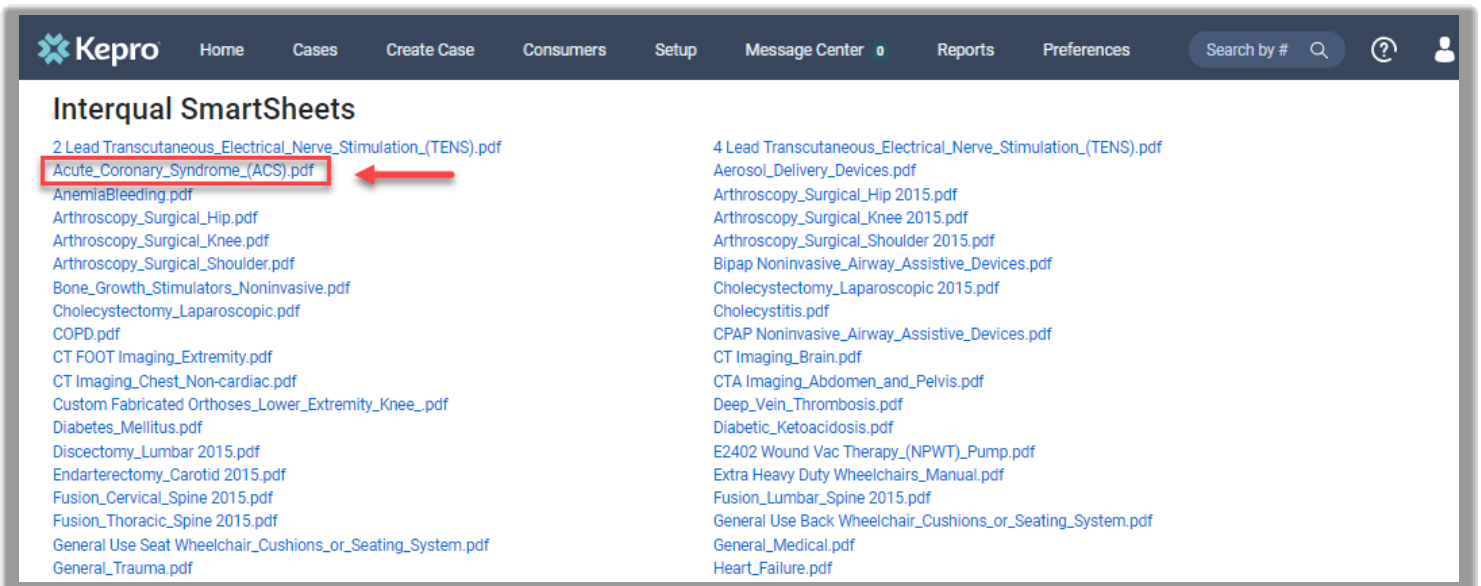 Kepro Home Cases Create Case Consumers Setup Message Center 0 Reports Preferences Search by #
Interqual SmartSheets
2 Lead Transcutaneous_Electrical_Nerve_Stimulation_(TENS).pdf 4 Lead Transcutaneous_Electrical_Nerve_Stimulation_(TENS).pdf
Acute_Coronary_Syndrome_(ACS).pdf Aerosol_Delivery_Devices.pdf
AnemiaBleeding.pdf Arthroscopy_Surgical_Hip 2015.pdf
Arthroscopy_Surgical_Hip.pdf Arthroscopy_Surgical_Knee 2015.pdf
Arthroscopy_Surgical_Knee.pdf Arthroscopy_Surgical_Shoulder 2015.pdf
Arthroscopy_Surgical_Shoulder.pdf Bipap Noninvasive_Airway_Assistive_Devices.pdf
Bone_Growth_Stimulators_Noninvasive.pdf Cholecystectomy_Laparoscopic 2015.pdf
Cholecystectomy_Laparoscopic.pdf Cholecystitis.pdf
COPD.pdf CPAP Noninvasive_Airway_Assistive_Devices.pdf
CT FOOT Imaging_Extremity.pdf CT Imaging_Brain.pdf
CT Imaging_Chest_Non-cardiac.pdf CTA Imaging_Abdomen_and_Pelvis.pdf
Custom Fabricated Orthoses_Lower_Extremity_Knee_.pdf Deep_Vein_Thrombosis.pdf
Diabetes_Mellitus.pdf Diabetic_Ketoacidosis.pdf
Discectomy_Lumbar 2015.pdf E2402 Wound Vac Therapy_(NPWT)_Pump.pdf
Endarterectomy_Carotid 2015.pdf Extra Heavy Duty Wheelchairs_Manual.pdf
Fusion_Cervical_Spine 2015.pdf Fusion_Lumbar_Spine 2015.pdf
Fusion_Thoracic_Spine 2015.pdf General Use Back Wheelchair_Cushions_or_Seating_System.pdf
General Use Seat Wheelchair_Cushions_or_Seating_System.pdf General_Medical.pdf
General_Trauma.pdf Heart_Failure.pdf